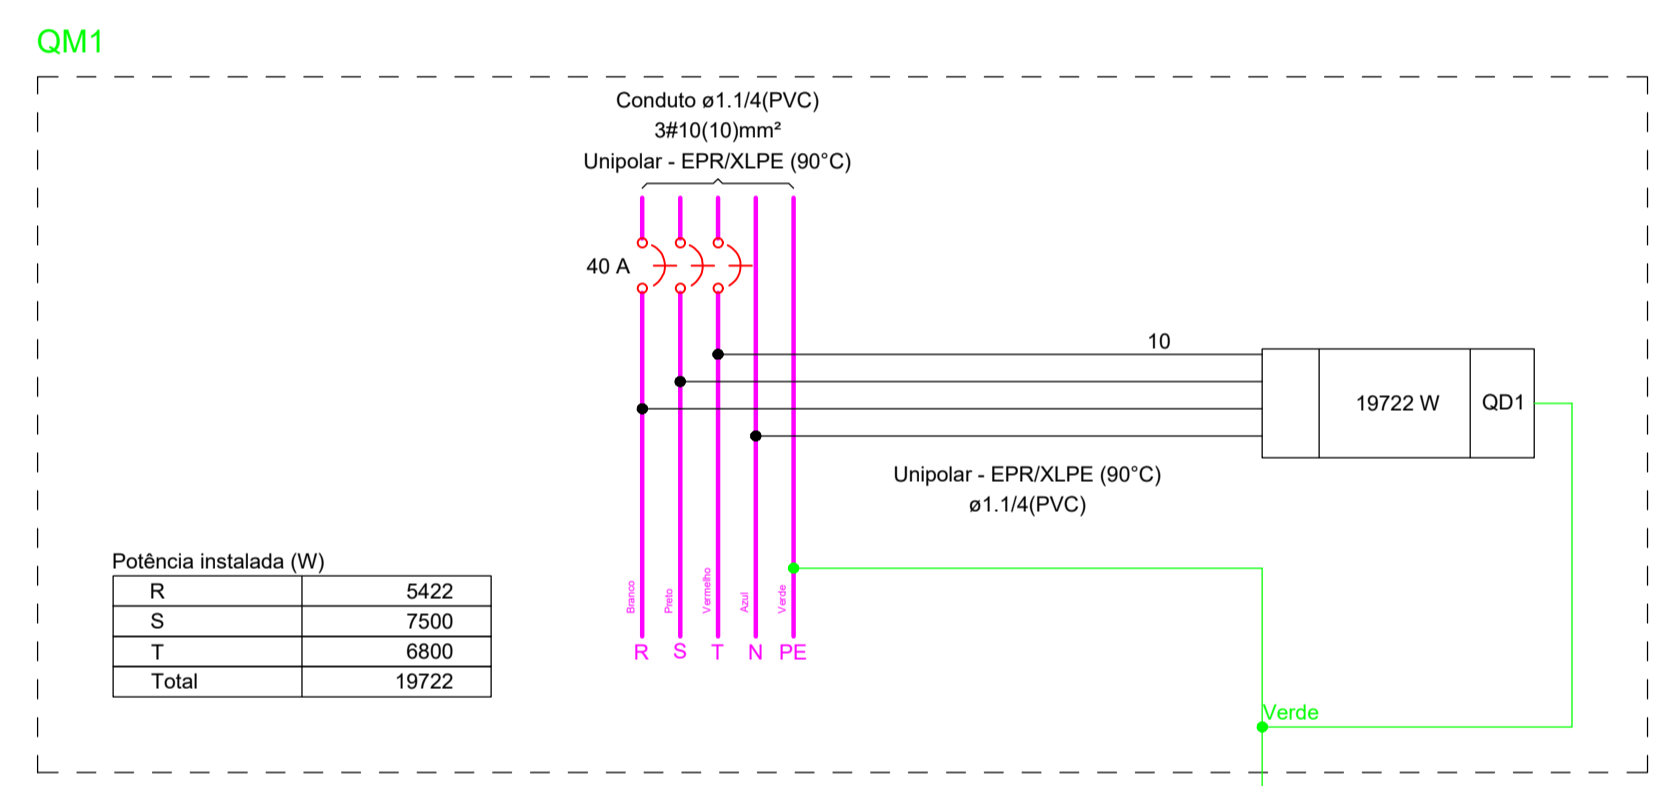 QM1
Conduto ø1.1/4(PVC)
3#10(10)mm²
Unipolar - EPR/XLPE (90°C)
40 A
10
19722 W
QD1
Unipolar - EPR/XLPE (90°C)
ø1.1/4(PVC)
Potência instalada (W)
R 5422
S 7500
T 6800
Total 19722
Branco
Preto
Vermelho
Azul
Verde
R S T N PE
Verde